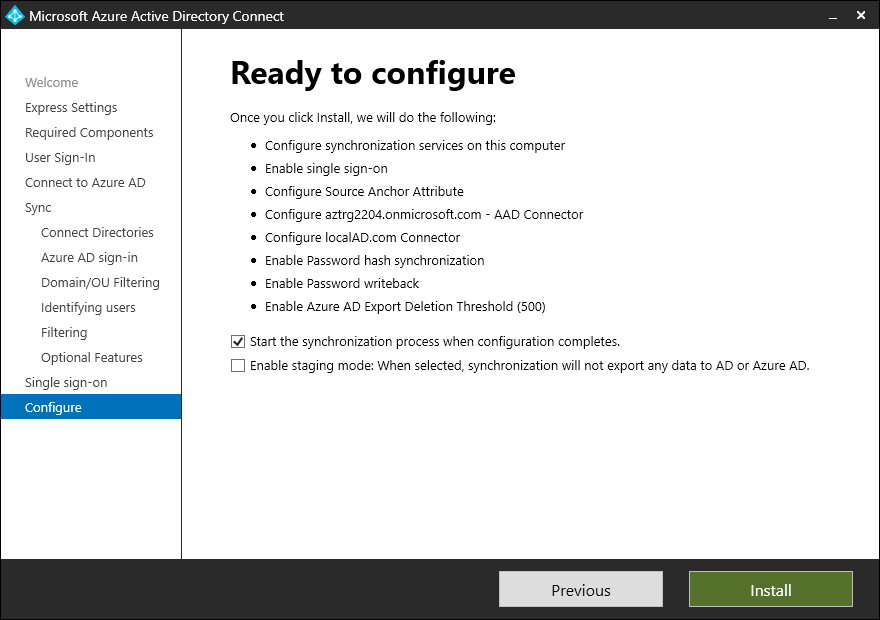 Microsoft Azure Active Directory Connect
Welcome
Express Settings
Required Components
User Sign-In
Connect to Azure AD
Sync
Connect Directories
Azure AD sign-in
Domain/OU Filtering
Identifying users
Filtering
Optional Features
Single sign-on
Configure
Ready to configure
Once you click Install, we will do the following:
• Configure synchronization services on this computer
• Enable single sign-on
• Configure Source Anchor Attribute
• Configure aztrg2204.onmicrosoft.com - AAD Connector
• Configure localAD.com Connector
• Enable Password hash synchronization
• Enable Password writeback
• Enable Azure AD Export Deletion Threshold (500)
Start the synchronization process when configuration completes.
Enable staging mode: When selected, synchronization will not export any data to AD or Azure AD.
Previous
Install